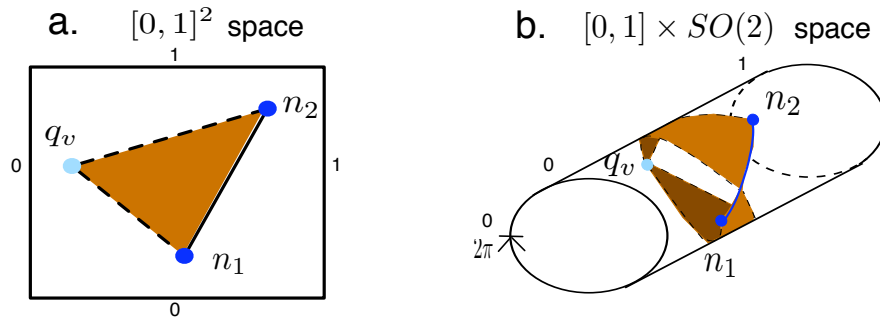 a. [0, 1]² space
1
n₂
q_v
0
1
n₁
0
b. [0, 1] × SO(2) space
1
n₂
0
q_v
0
2π
n₁